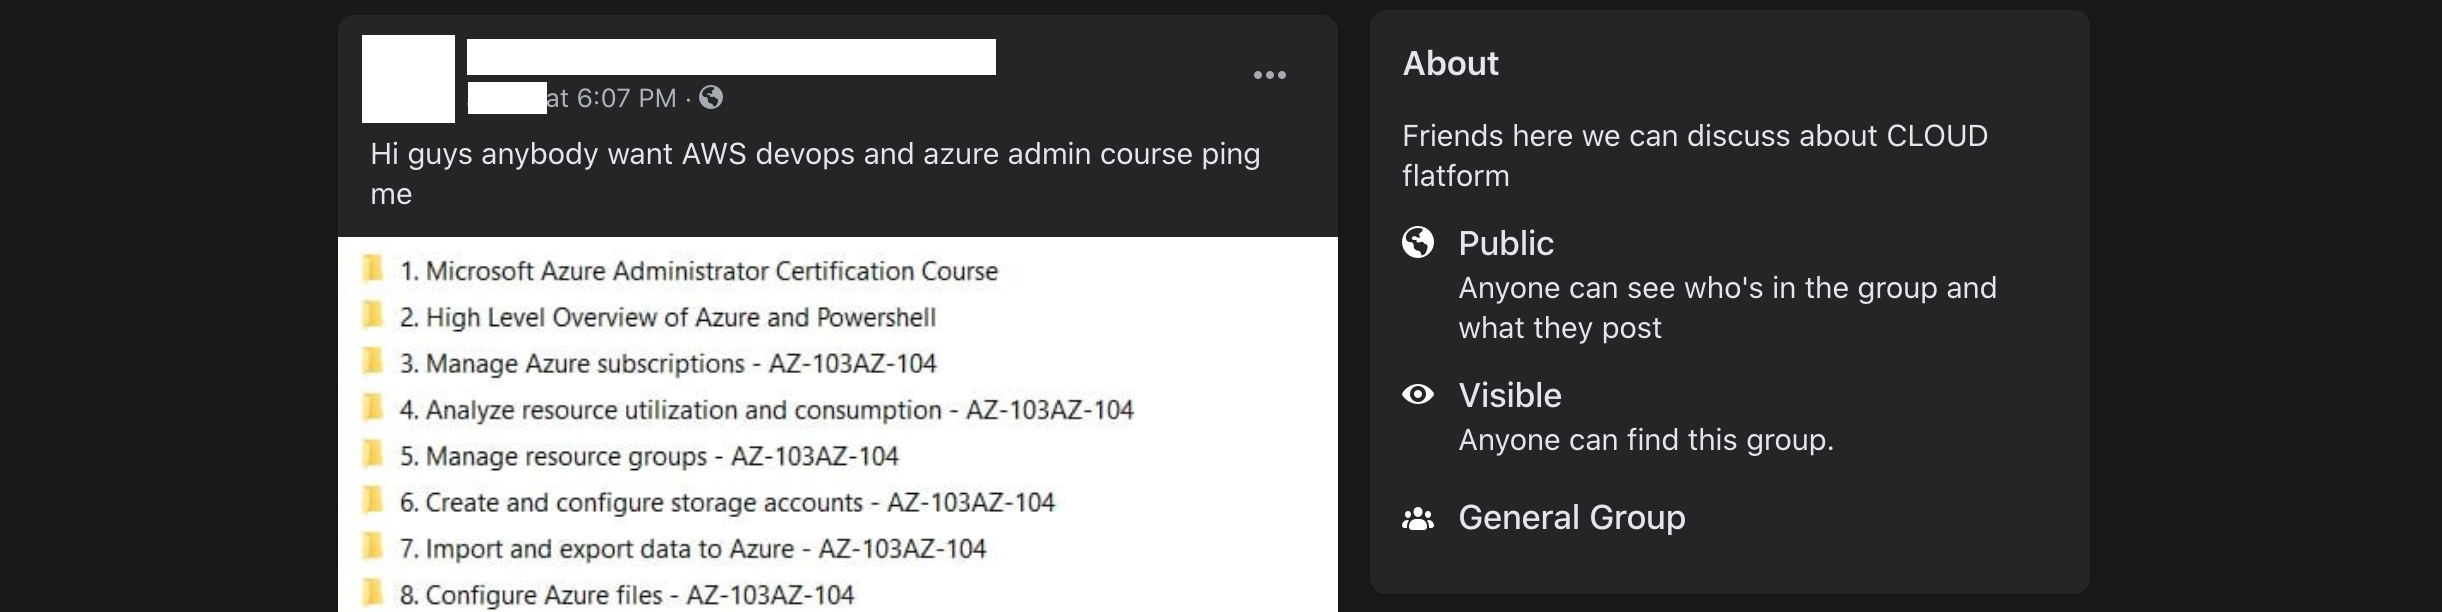 at 6:07 PM ·
Hi guys anybody want AWS devops and azure admin course ping
me
1. Microsoft Azure Administrator Certification Course
2. High Level Overview of Azure and Powershell
3. Manage Azure subscriptions - AZ-103AZ-104
4. Analyze resource utilization and consumption - AZ-103AZ-104
5. Manage resource groups - AZ-103AZ-104
6. Create and configure storage accounts - AZ-103AZ-104
7. Import and export data to Azure - AZ-103AZ-104
8. Configure Azure files - AZ-103AZ-104
About
Friends here we can discuss about CLOUD
flatform
Public
Anyone can see who's in the group and
what they post
Visible
Anyone can find this group.
General Group